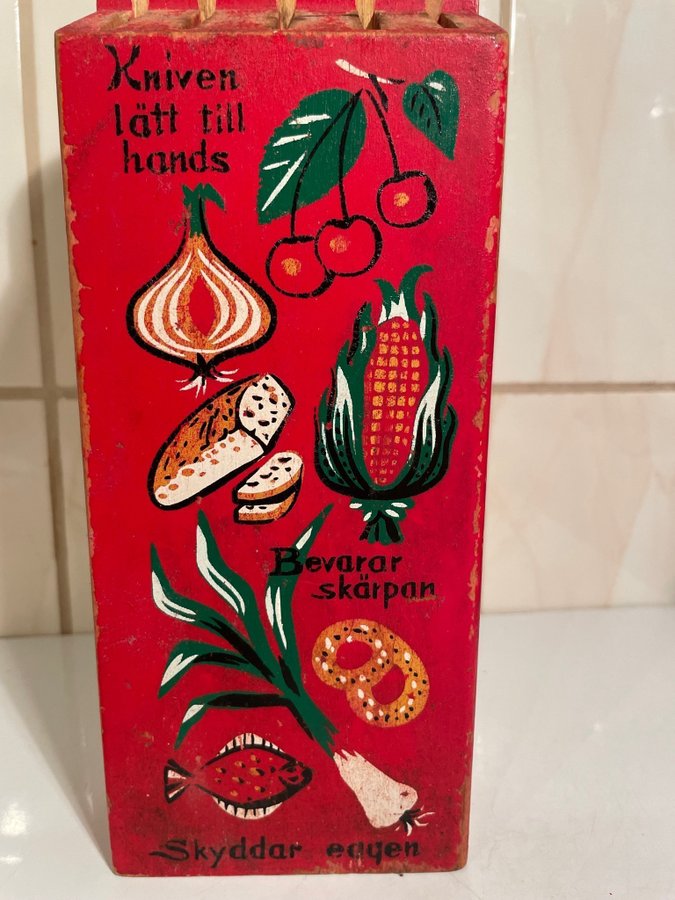 Kniven
lätt till
hands
Bevarar
skärpan
Skyddar eggen